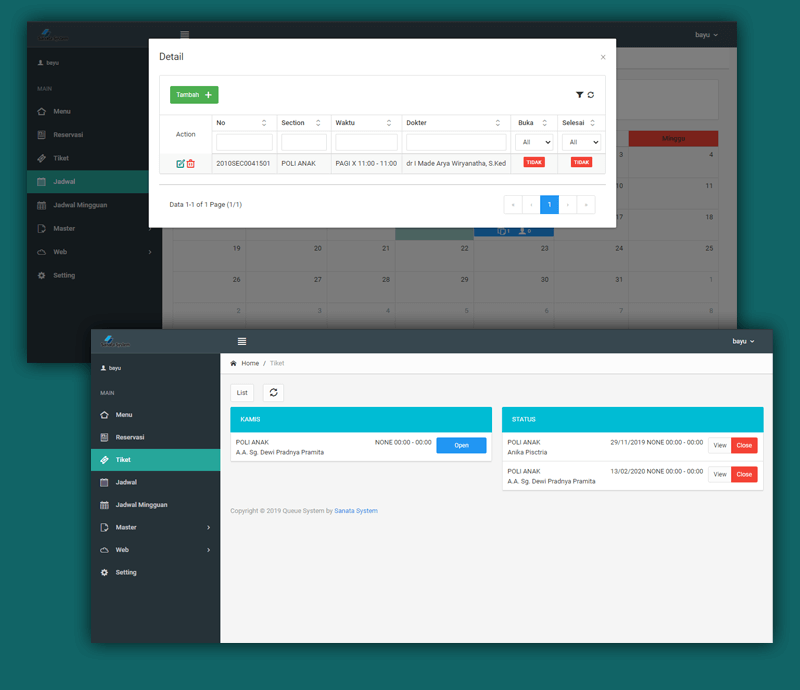 bayu
bayu
MAIN
Menu
Reservasi
Tiket
Jadwal
Jadwal Mingguan
Master
Web
Setting
Detail
×
Tambah +
Action No Section Waktu Dokter Buka Selesai
All All
2010SEC0041501 POLI ANAK PAGI X 11:00 - 11:00 dr I Made Arya Wiryanatha, S.Ked TIDAK TIDAK
Data 1-1 of 1 Page (1/1)
« ‹ 1 › »
Minggu
3 4
10 11
17 18
1 0
19 20 21 22 23 24 25
26 27 28 29 30 31 1
2 3 4 5 6 7 8
bayu
bayu
MAIN
Menu
Reservasi
Tiket
Jadwal
Jadwal Mingguan
Master
Web
Setting
Home / Tiket
List
KAMIS
POLI ANAK NONE 00:00 - 00:00
A.A. Sg. Dewi Pradnya Pramita
Open
STATUS
POLI ANAK 29/11/2019 NONE 00:00 - 00:00
Anika Pisctria
View Close
POLI ANAK 13/02/2020 NONE 00:00 - 00:00
A.A. Sg. Dewi Pradnya Pramita
View Close
Copyright © 2019 Queue System by Sanata System